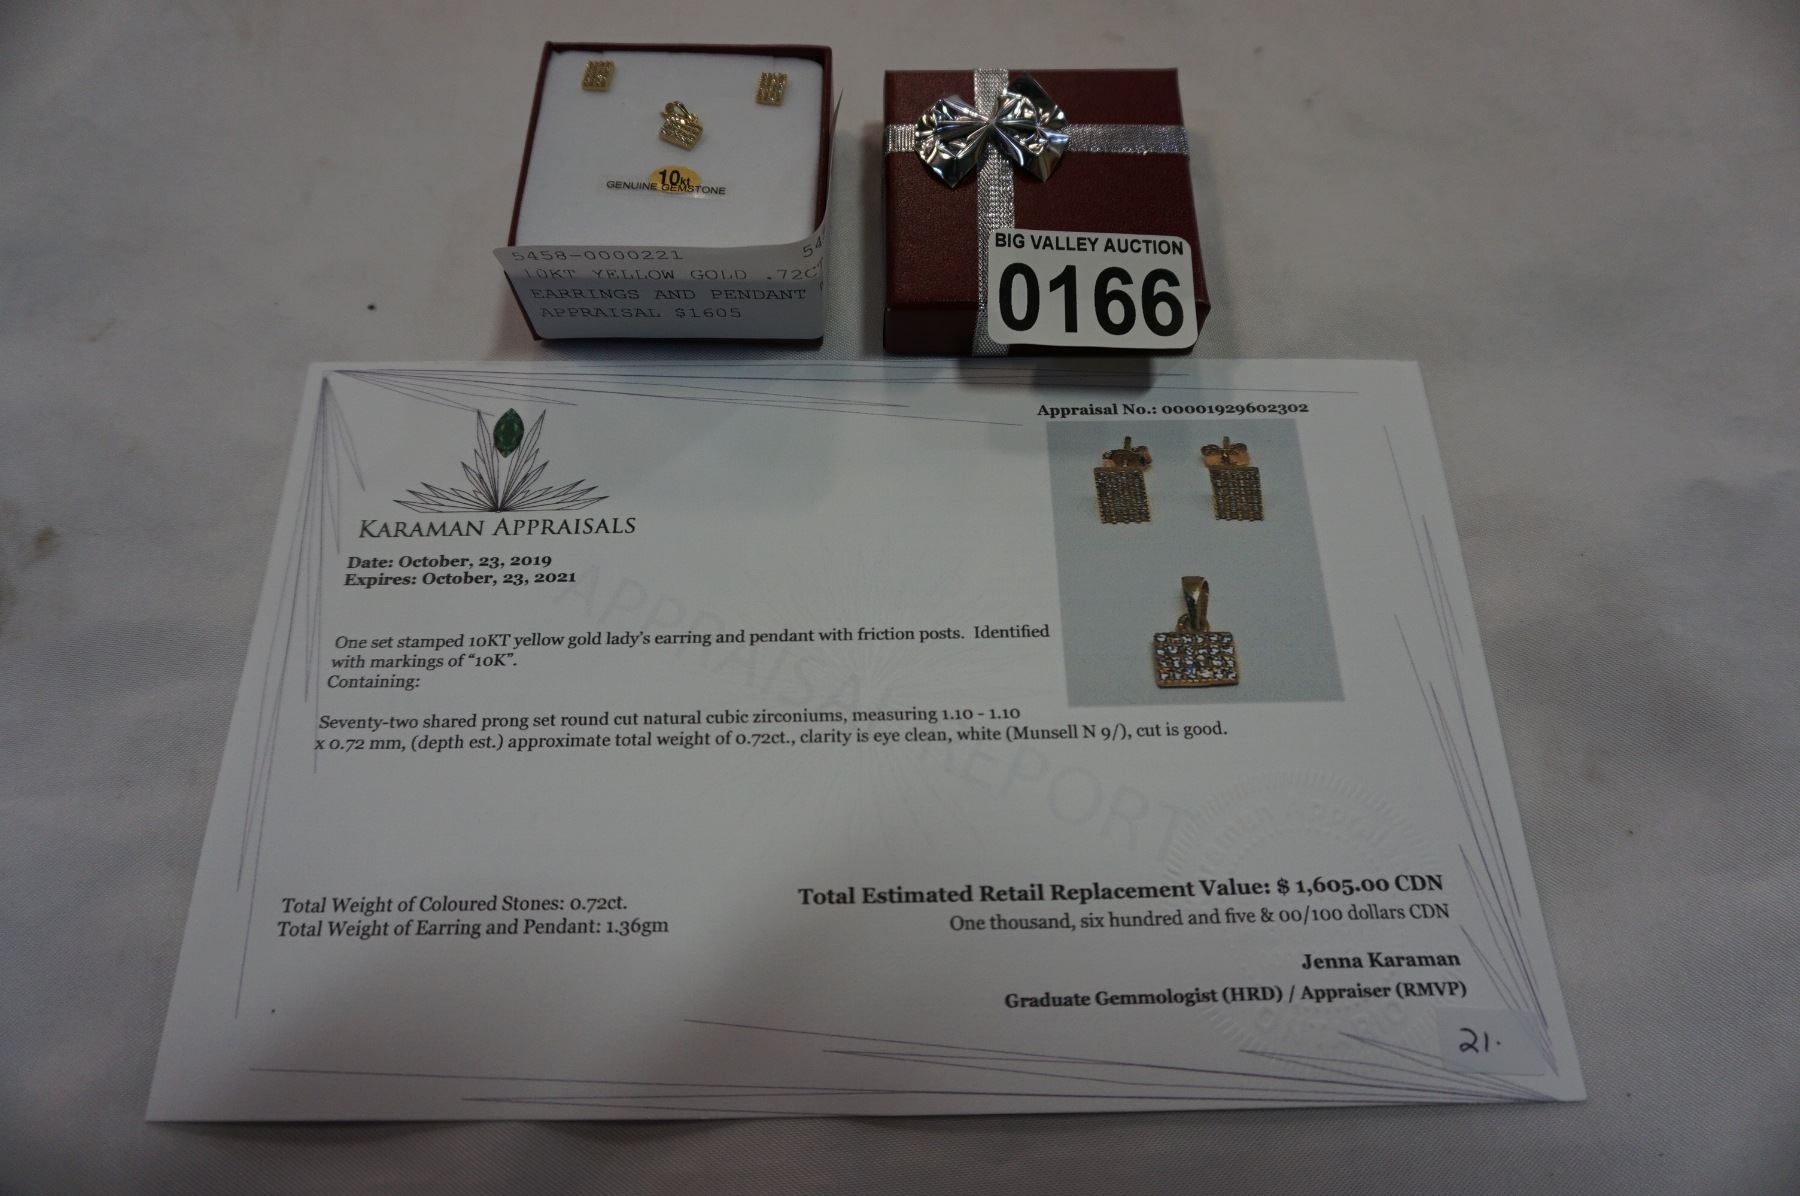 10kt
GENUINE GEMSTONE
5458-0000221
54
10KT YELLOW GOLD .72CT
EARRINGS AND PENDANT
APPRAISAL $1605
BIG VALLEY AUCTION
0166
Appraisal No.: 00001929602302
KARAMAN APPRAISALS
Date: October, 23, 2019
Expires: October, 23, 2021
One set stamped 10KT yellow gold lady's earring and pendant with friction posts. Identified
with markings of "10K".
Containing:
Seventy-two shared prong set round cut natural cubic zirconiums, measuring 1.10 - 1.10
x 0.72 mm, (depth est.) approximate total weight of 0.72ct., clarity is eye clean, white (Munsell N 9/), cut is good.
APPRAISAL REPORT
Total Weight of Coloured Stones: 0.72ct.
Total Weight of Earring and Pendant: 1.36gm
Total Estimated Retail Replacement Value: $ 1,605.00 CDN
One thousand, six hundred and five & 00/100 dollars CDN
Jenna Karaman
Graduate Gemmologist (HRD) / Appraiser (RMVP)
ONTARIO
21.